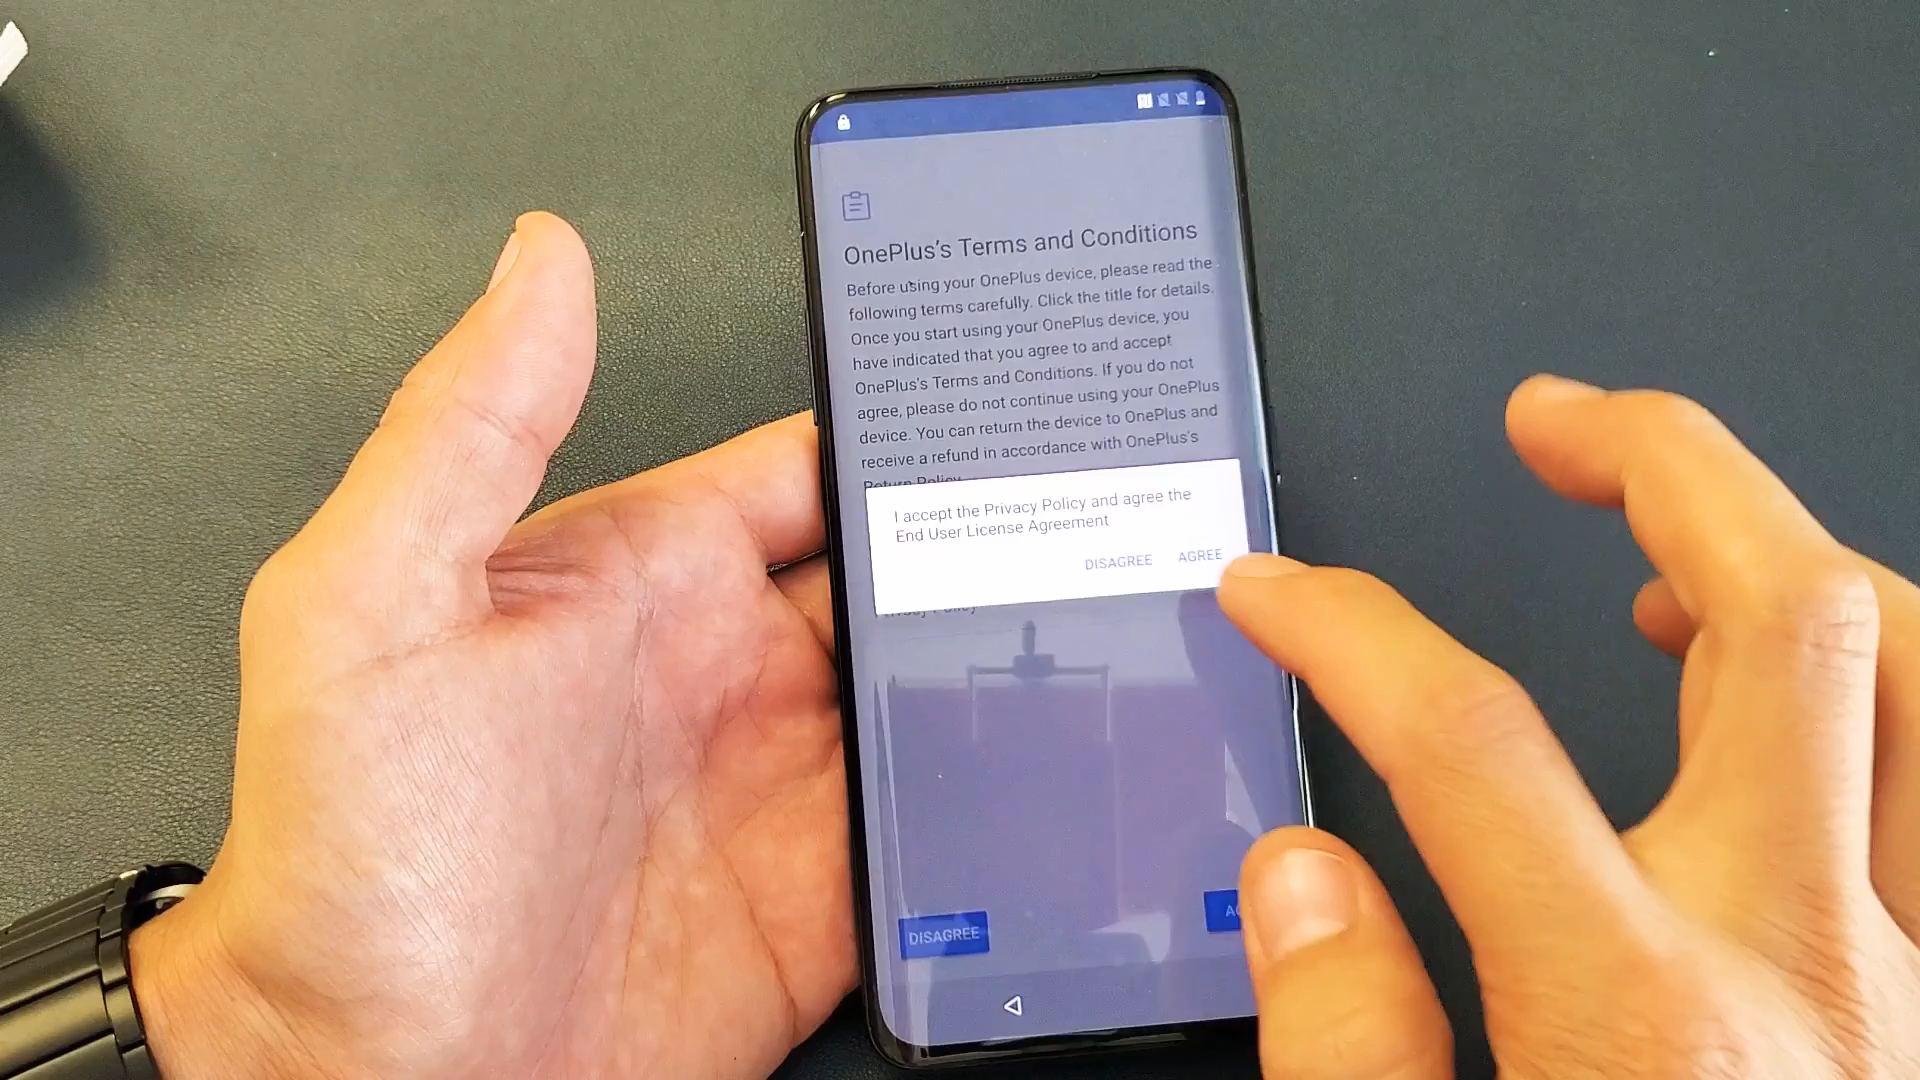 OnePlus's Terms and Conditions
Before using your OnePlus device, please read the
following terms carefully. Click the title for details.
Once you start using your OnePlus device, you
have indicated that you agree to and accept
OnePlus's Terms and Conditions. If you do not
agree, please do not continue using your OnePlus
device. You can return the device to OnePlus and
receive a refund in accordance with OnePlus's
Return Policy
I accept the Privacy Policy and agree the
End User License Agreement
DISAGREE AGREE
DISAGREE